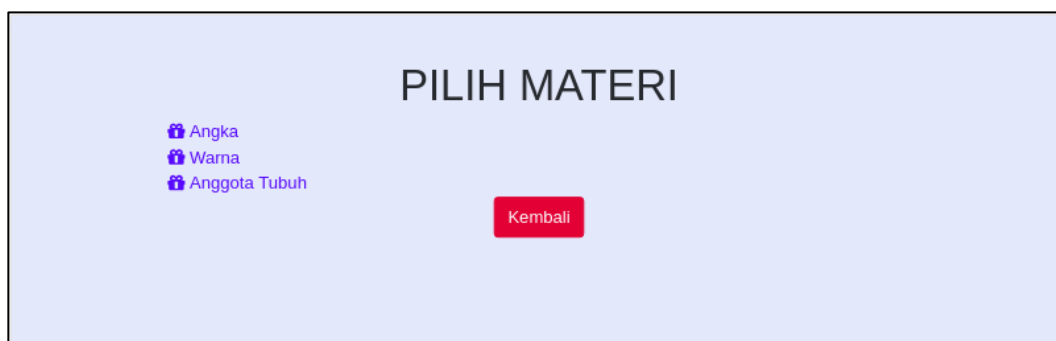 PILIH MATERI
Angka
Warna
Anggota Tubuh
Kembali